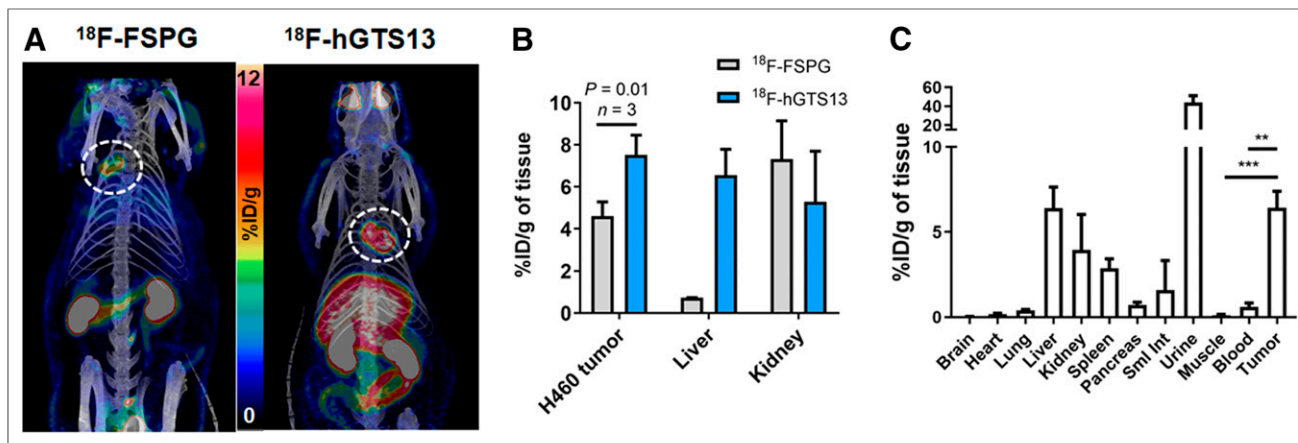 A
¹⁸F-FSPG
¹⁸F-hGTS13
12
%ID/g
0
B
¹⁸F-FSPG
¹⁸F-hGTS13
P = 0.01
n = 3
10
8
6
4
2
0
%ID/g of tissue
H460 tumor
Liver
Kidney
C
60
40
20
10
5
0
%ID/g of tissue
**
***
Brain
Heart
Lung
Liver
Kidney
Spleen
Pancreas
Sml Int
Urine
Muscle
Blood
Tumor